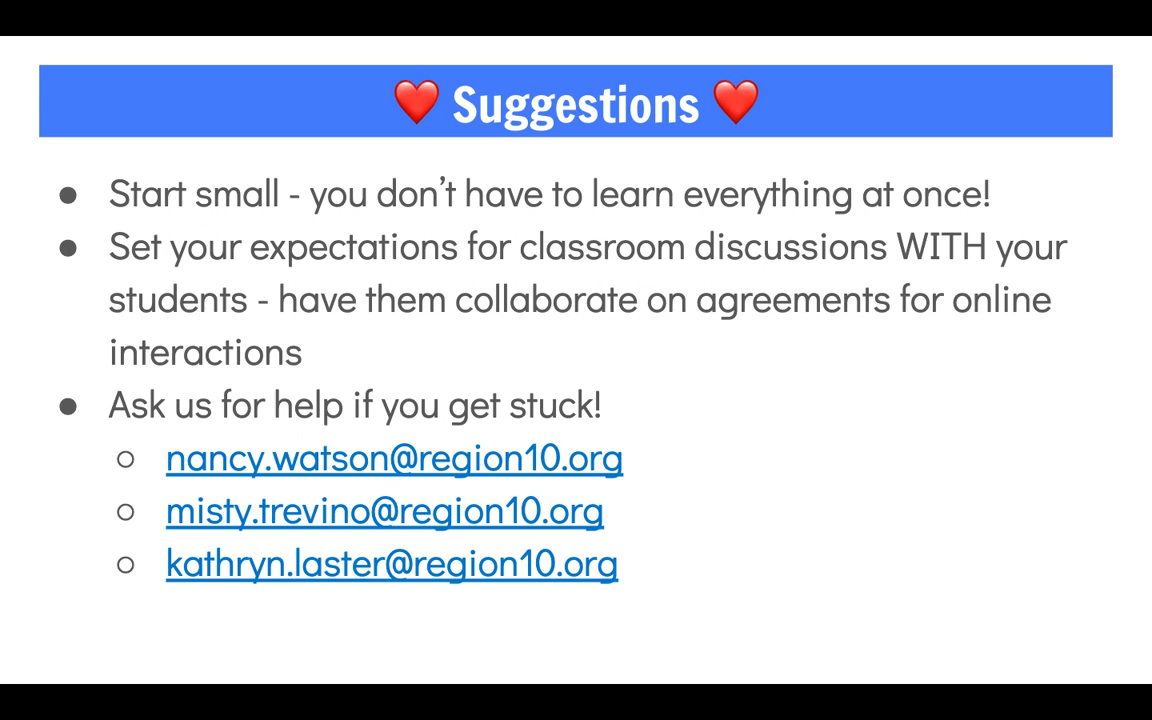 ❤️ Suggestions ❤️
● Start small - you don’t have to learn everything at once!
● Set your expectations for classroom discussions WITH your
students - have them collaborate on agreements for online
interactions
● Ask us for help if you get stuck!
○ nancy.watson@region10.org
○ misty.trevino@region10.org
○ kathryn.laster@region10.org